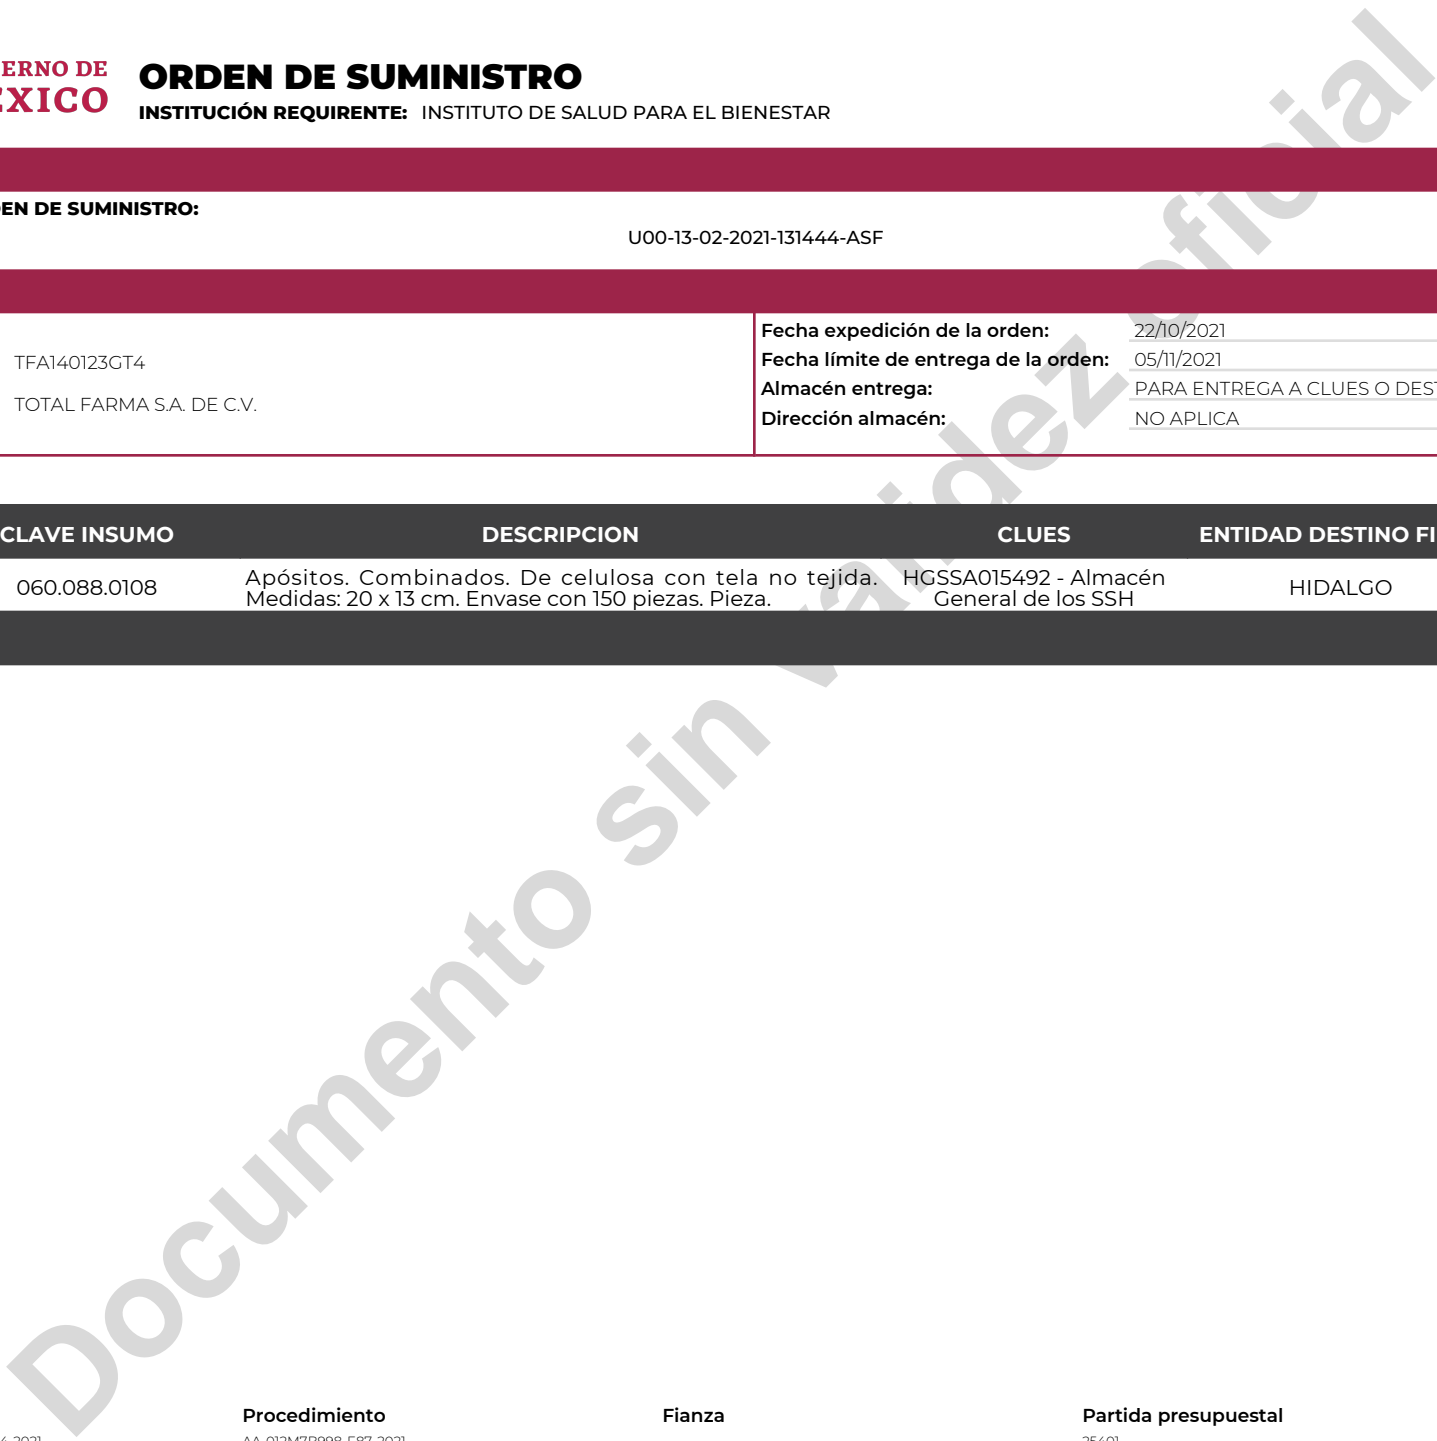 ERNO DE
XICO
ORDEN DE SUMINISTRO
INSTITUCIÓN REQUIRENTE: INSTITUTO DE SALUD PARA EL BIENESTAR
EN DE SUMINISTRO:
U00-13-02-2021-131444-ASF
TFA140123GT4
TOTAL FARMA S.A. DE C.V.
Fecha expedición de la orden: 22/10/2021
Fecha límite de entrega de la orden: 05/11/2021
Almacén entrega: PARA ENTREGA A CLUES O DEST
Dirección almacén: NO APLICA
CLAVE INSUMO DESCRIPCION CLUES ENTIDAD DESTINO FI
060.088.0108
Apósitos. Combinados. De celulosa con tela no tejida.
Medidas: 20 x 13 cm. Envase con 150 piezas. Pieza.
HGSSA015492 - Almacén
General de los SSH
HIDALGO
Documento sin validez oficial
Procedimiento Fianza Partida presupuestal